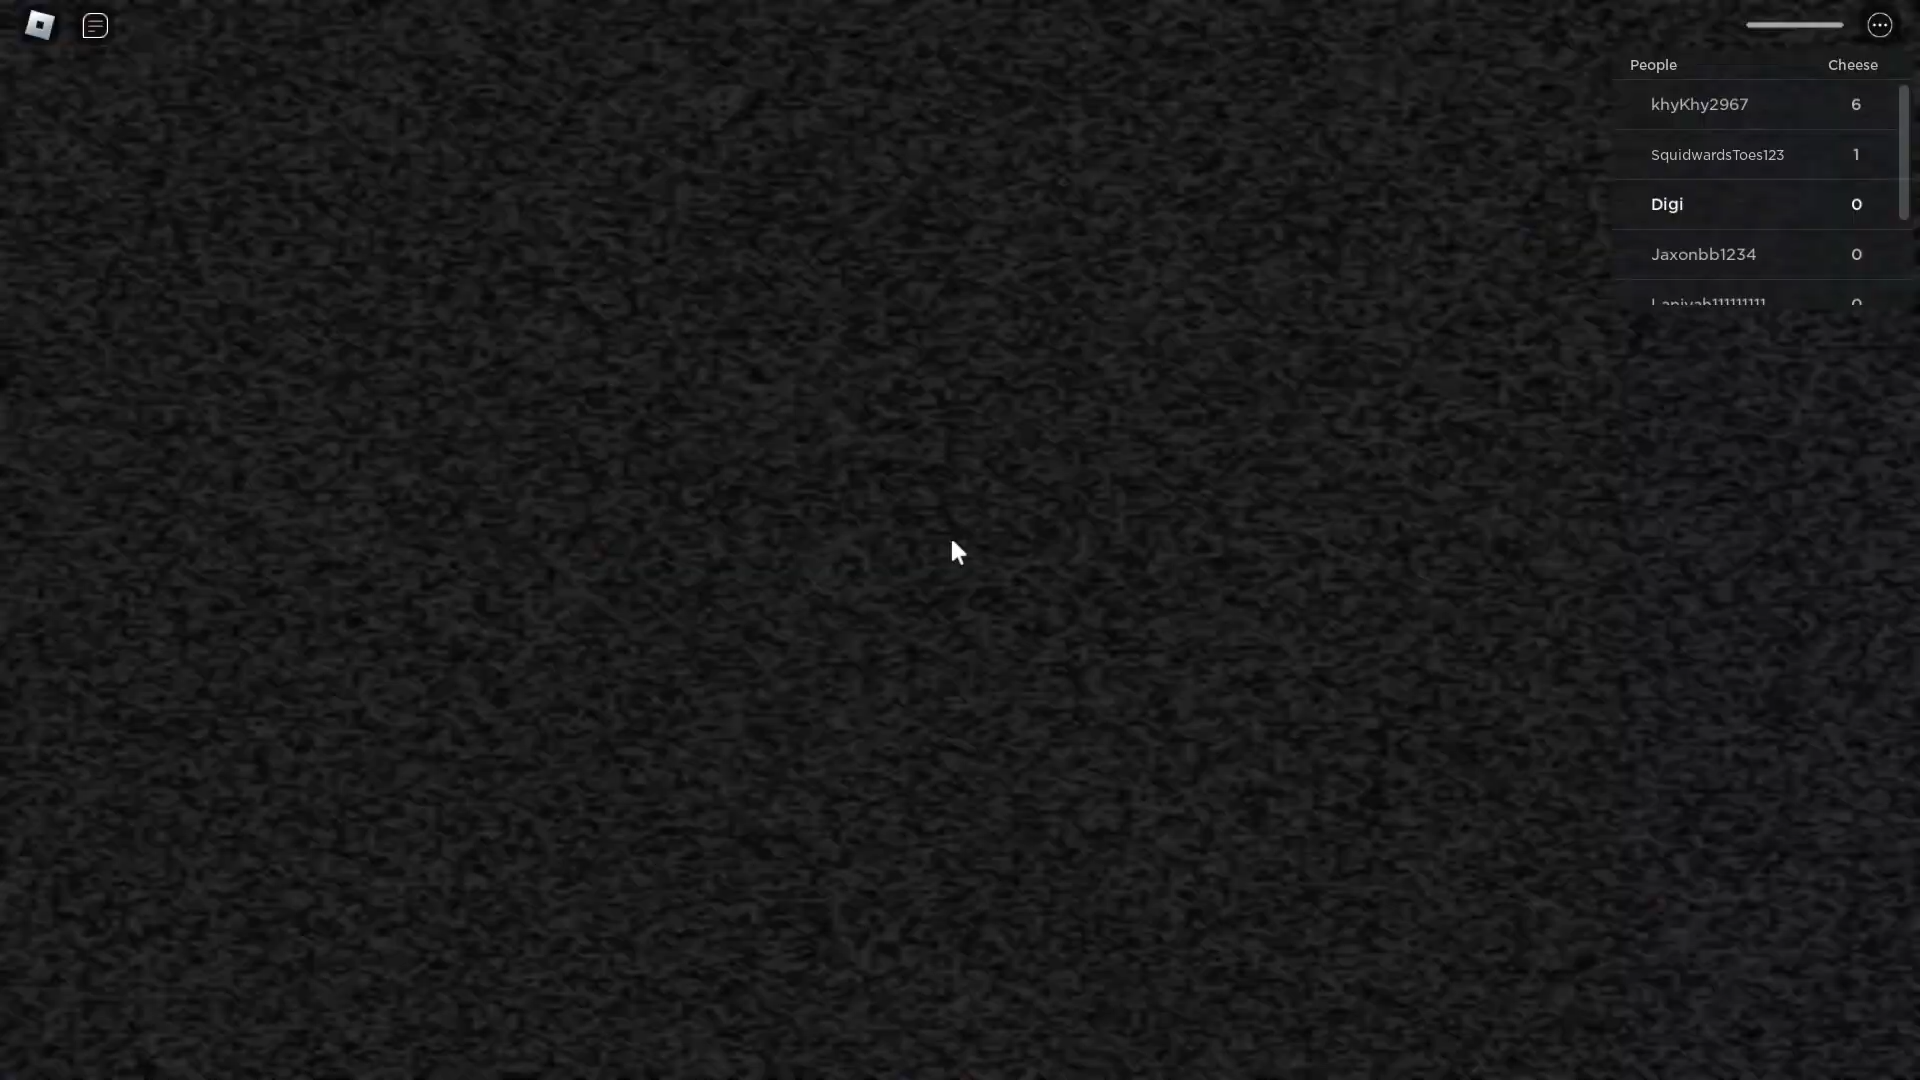 People Cheese
khyKhy2967 6
SquidwardsToes123 1
Digi 0
Jaxonbb1234 0